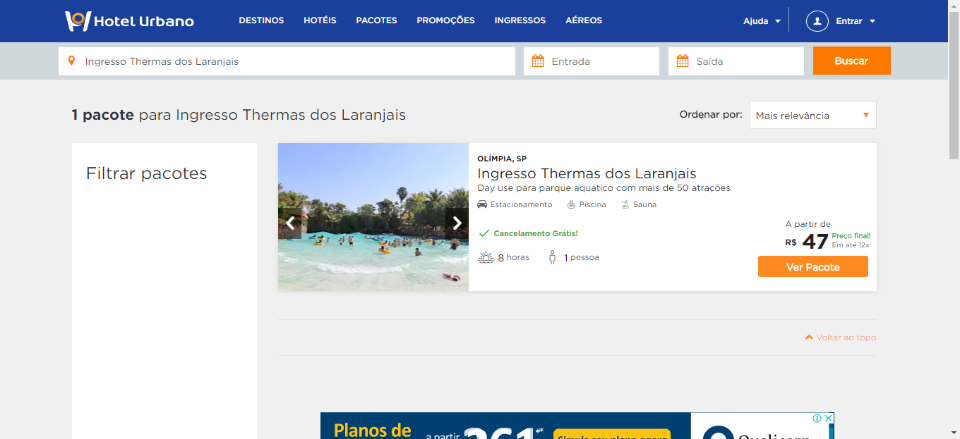 Hotel Urbano
DESTINOS HOTÉIS PACOTES PROMOÇÕES INGRESSOS AÉREOS
Ajuda Entrar
Ingresso Thermas dos Laranjais
Entrada
Saída
Buscar
1 pacote para Ingresso Thermas dos Laranjais
Ordenar por: Mais relevância
Filtrar pacotes
OLÍMPIA, SP
Ingresso Thermas dos Laranjais
Day use para parque aquático com mais de 50 atrações
Estacionamento Piscina Sauna
Cancelamento Grátis!
8 horas 1 pessoa
A partir de
R$ 47 Preço final!
Em até 12x
Ver Pacote
Voltar ao topo
Planos de
a partir